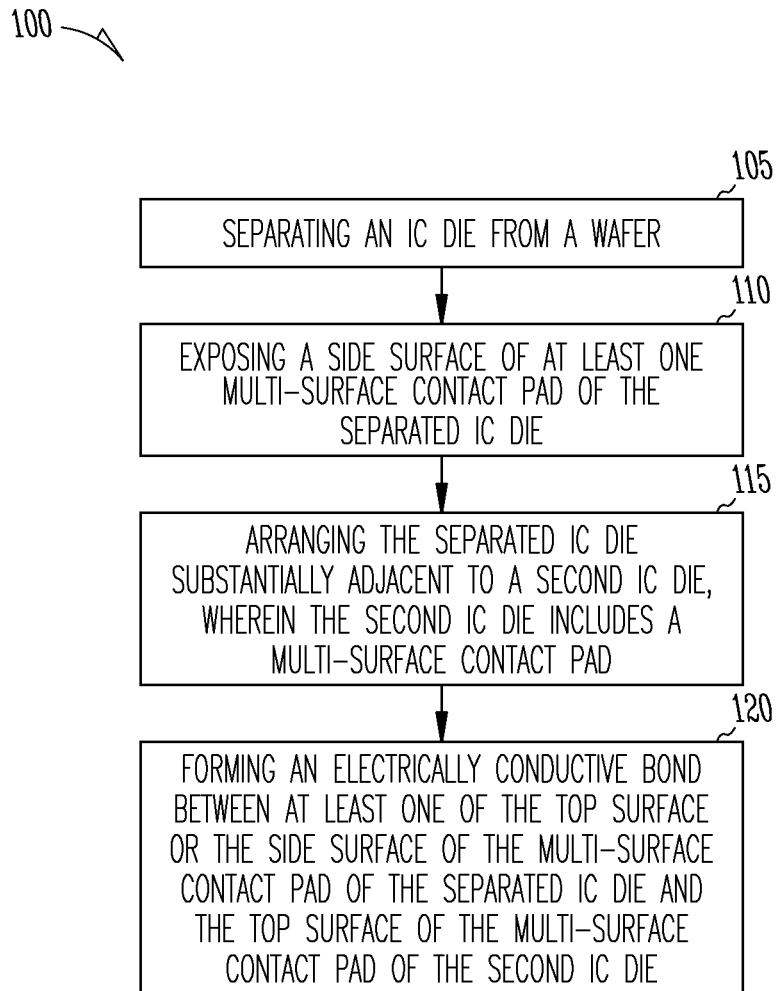 100
105
SEPARATING AN IC DIE FROM A WAFER
110
EXPOSING A SIDE SURFACE OF AT LEAST ONE
MULTI-SURFACE CONTACT PAD OF THE
SEPARATED IC DIE
115
ARRANGING THE SEPARATED IC DIE
SUBSTANTIALLY ADJACENT TO A SECOND IC DIE,
WHEREIN THE SECOND IC DIE INCLUDES A
MULTI-SURFACE CONTACT PAD
120
FORMING AN ELECTRICALLY CONDUCTIVE BOND
BETWEEN AT LEAST ONE OF THE TOP SURFACE
OR THE SIDE SURFACE OF THE MULTI-SURFACE
CONTACT PAD OF THE SEPARATED IC DIE AND
THE TOP SURFACE OF THE MULTI-SURFACE
CONTACT PAD OF THE SECOND IC DIE